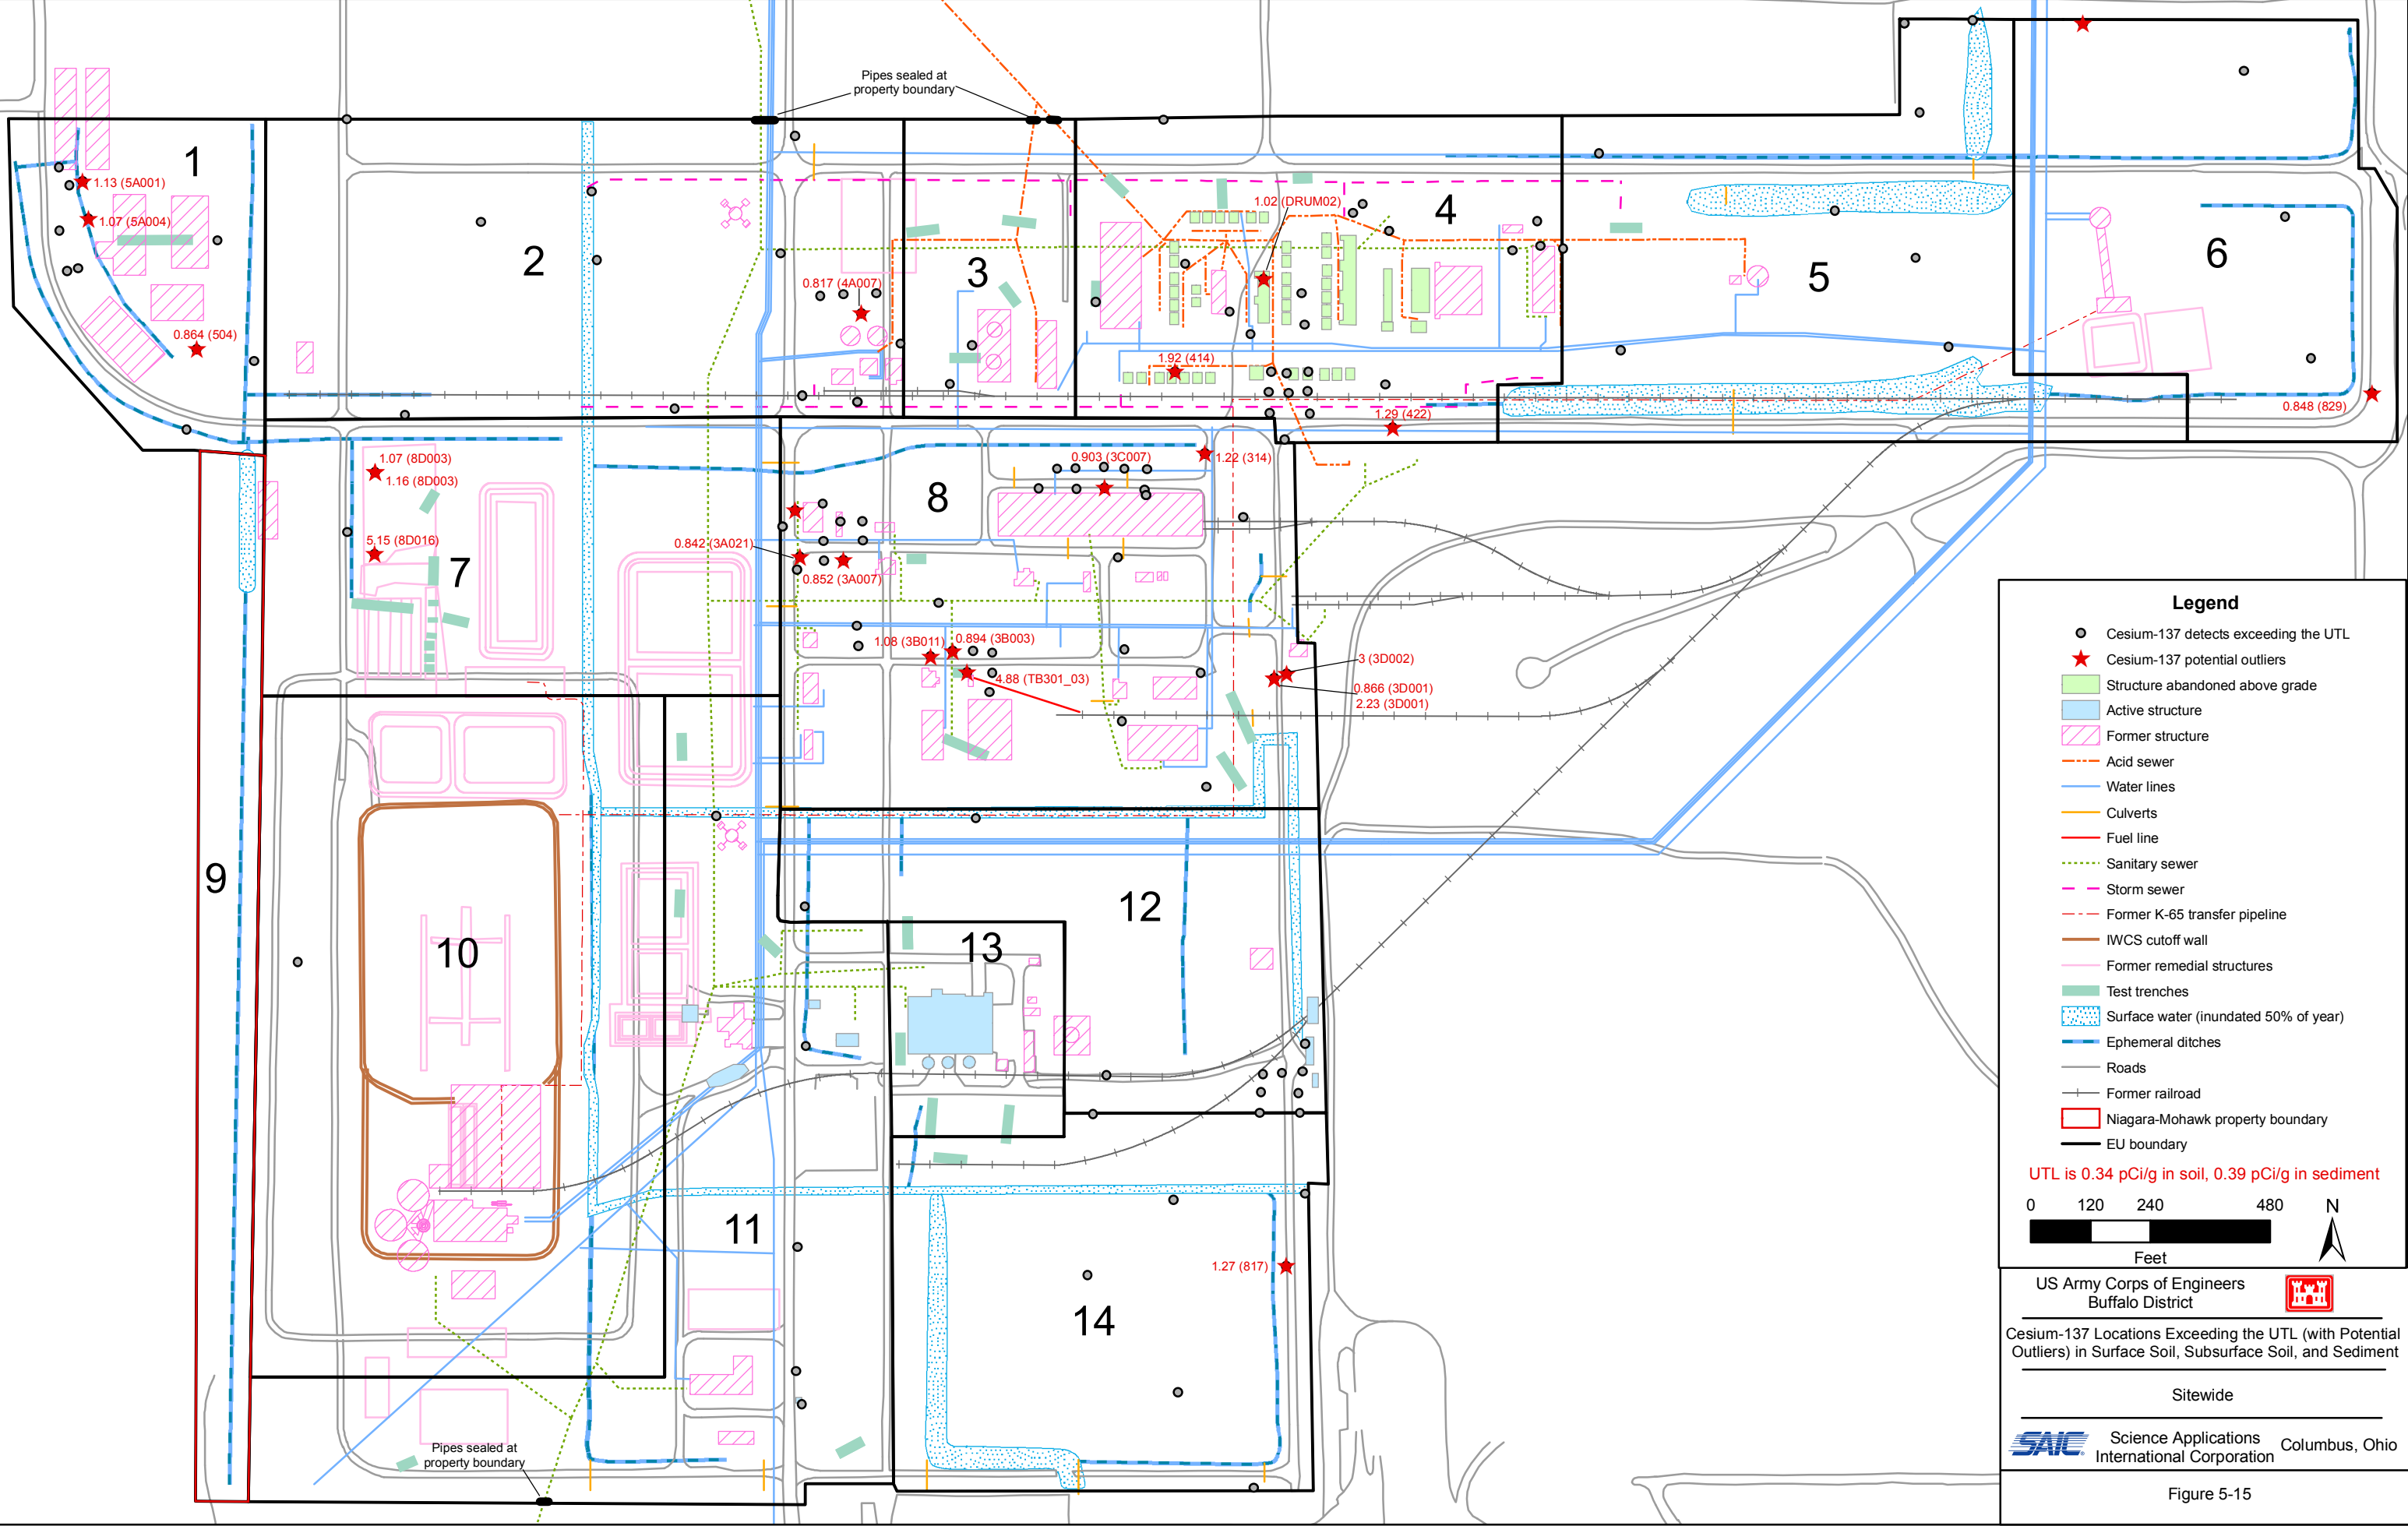 Pipes sealed at
property boundary
1
2
3
4
5
6
7
8
9
10
11
12
13
14
1.13 (5A001)
1.07 (5A004)
0.864 (504)
0.817 (4A007)
1.02 (DRUM02)
1.92 (414)
1.29 (422)
0.848 (829)
1.07 (8D003)
1.16 (8D003)
5.15 (8D016)
0.903 (3C007)
1.22 (314)
0.842 (3A021)
0.852 (3A007)
1.08 (3B011)
0.894 (3B003)
4.88 (TB301_03)
3 (3D002)
0.866 (3D001)
2.23 (3D001)
1.27 (817)
Pipes sealed at
property boundary
Legend
Cesium-137 detects exceeding the UTL
Cesium-137 potential outliers
Structure abandoned above grade
Active structure
Former structure
Acid sewer
Water lines
Culverts
Fuel line
Sanitary sewer
Storm sewer
Former K-65 transfer pipeline
IWCS cutoff wall
Former remedial structures
Test trenches
Surface water (inundated 50% of year)
Ephemeral ditches
Roads
Former railroad
Niagara-Mohawk property boundary
EU boundary
UTL is 0.34 pCi/g in soil, 0.39 pCi/g in sediment
0 120 240 480
Feet
N
US Army Corps of Engineers
Buffalo District
Cesium-137 Locations Exceeding the UTL (with Potential
Outliers) in Surface Soil, Subsurface Soil, and Sediment
Sitewide
SAIC
Science Applications
International Corporation
Columbus, Ohio
Figure 5-15